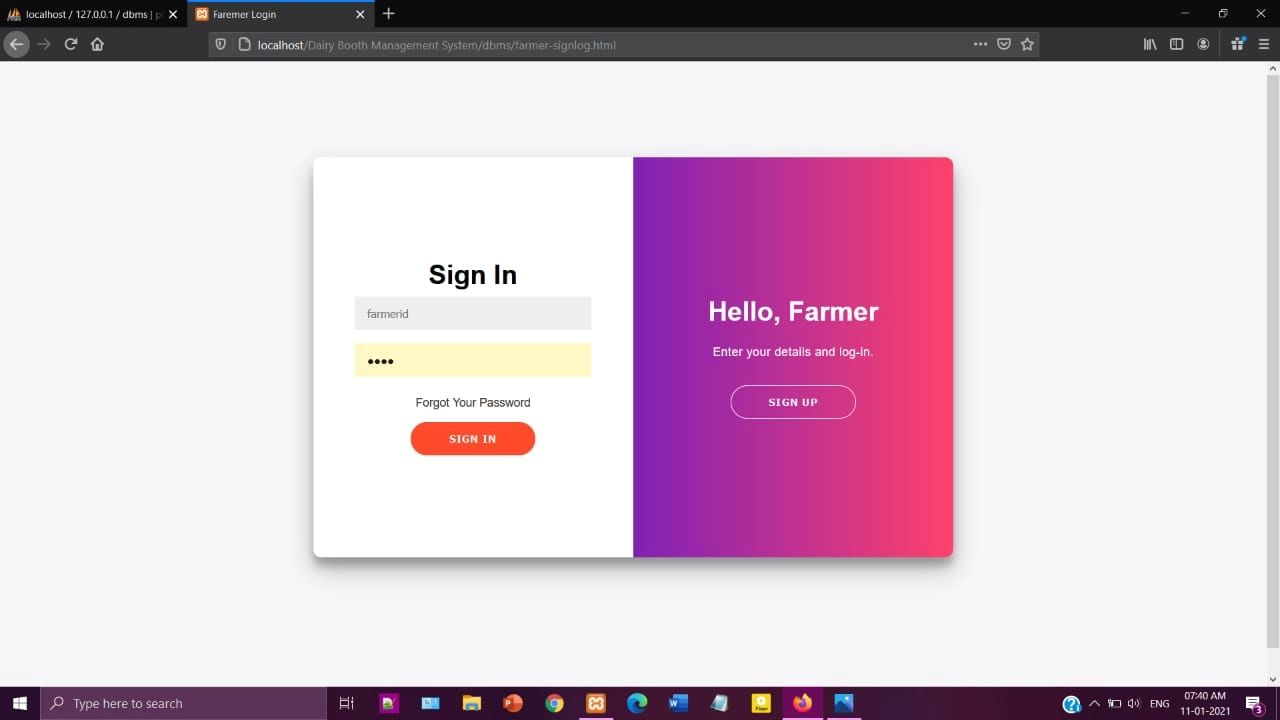 localhost / 127.0.0.1 / dbms | p
Faremer Login
localhost/Dairy Booth Management System/dbms/farmer-signlog.html
Sign In
farmerid
••••
Forgot Your Password
SIGN IN
Hello, Farmer
Enter your details and log-in.
SIGN UP
Type here to search
ENG
07:40 AM
11-01-2021
3